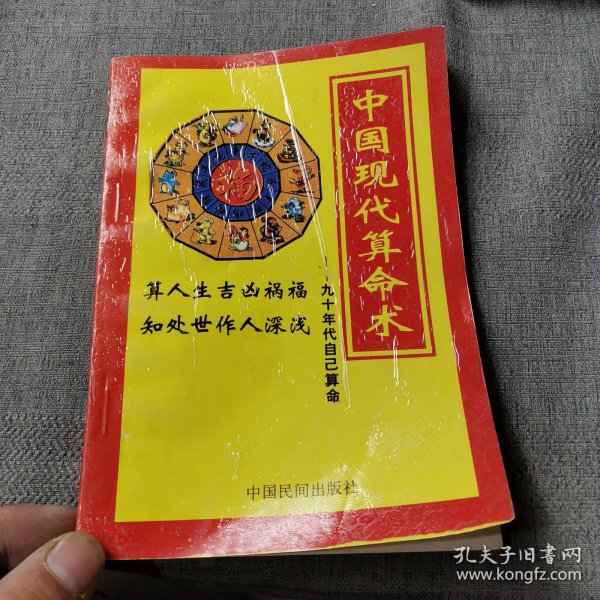 中国现代算命术
九十年代自己算命
算人生吉凶祸福
知处世作人深浅
福
中国民间出版社
孔夫子旧书网
www.kongfz.com